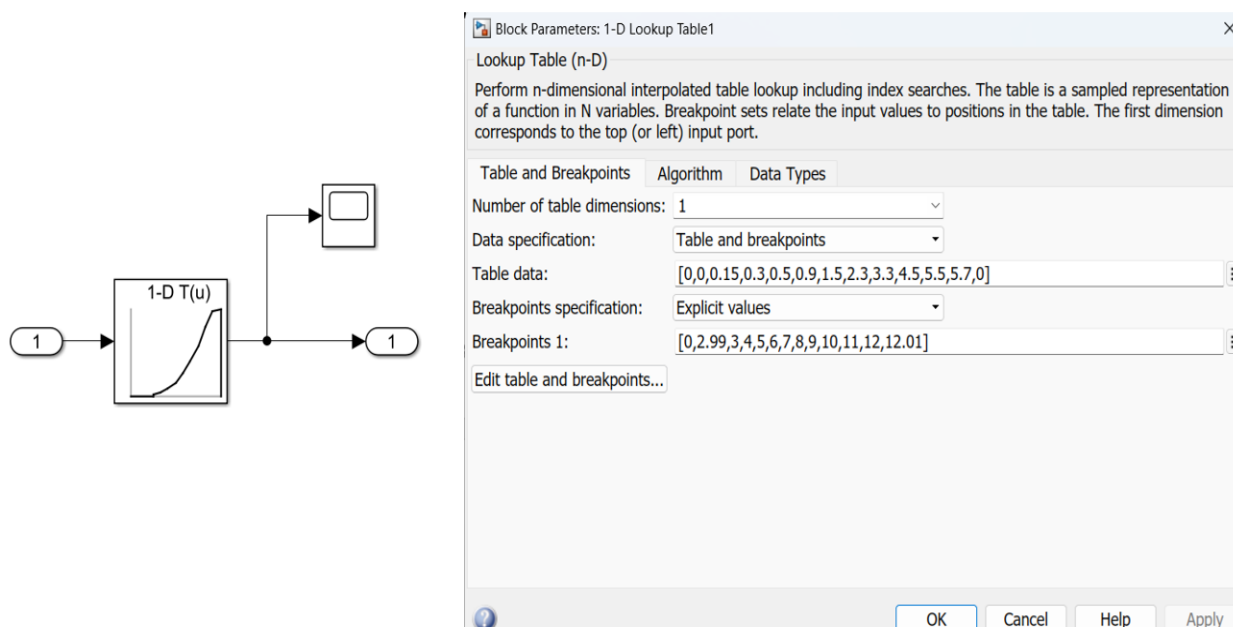 1-D T(u)
1
1
Block Parameters: 1-D Lookup Table1
Lookup Table (n-D)
Perform n-dimensional interpolated table lookup including index searches. The table is a sampled representation
of a function in N variables. Breakpoint sets relate the input values to positions in the table. The first dimension
corresponds to the top (or left) input port.
Table and Breakpoints Algorithm Data Types
Number of table dimensions: 1
Data specification: Table and breakpoints
Table data: [0,0,0.15,0.3,0.5,0.9,1.5,2.3,3.3,4.5,5.5,5.7,0]
Breakpoints specification: Explicit values
Breakpoints 1: [0,2.99,3,4,5,6,7,8,9,10,11,12,12.01]
Edit table and breakpoints...
OK Cancel Help Apply